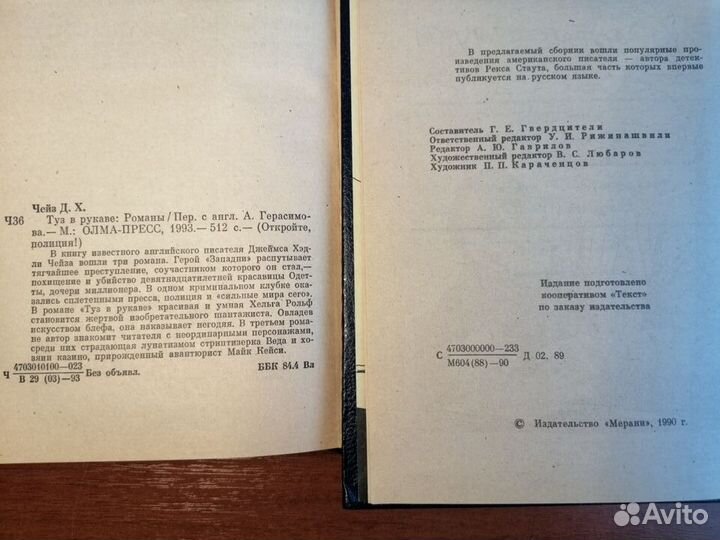 Чейз Д. Х.
Ч36 Туз в рукаве: Романы / Пер. с англ. А. Герасимо-
ва.— М.: ОЛМА-ПРЕСС, 1993.— 512 с.— (Откройте,
полиция!)
В книгу известного английского писателя Джеймса Хэд-
ли Чейза вошли три романа. Герой «Западни» распутывает
тягчайшее преступление, соучастником которого он стал,—
похищение и убийство девятнадцатилетней красавицы Одет-
ты, дочери миллионера. В одном криминальном клубке ока-
зались сплетенными пресса, полиция и «сильные мира сего».
В романе «Туз в рукаве» красивая и умная Хельга Рольф
становится жертвой изобретательного шантажиста. Овладев
искусством блефа, она наказывает негодяя. В третьем рома-
не автор знакомит читателя с неординарными персонажами,
среди них страдающая лунатизмом стриптизерка Веда и хо-
зяин казино, прирожденный авантюрист Майк Кейси.
Ч 4703010100—023
В 29 (03)—93 Без объявл.
ББК 84.4 Вл
В предлагаемый сборник вошли популярные про-
изведения американского писателя — автора детек-
тивов Рекса Стаута, большая часть которых впервые
публикуется на русском языке.
Составитель Г. Е. Гвердцители
Ответственный редактор У. И. Рижинашвили
Редактор А. Ю. Гаврилов
Художественный редактор В. С. Любаров
Художник П. П. Караченцов
Издание подготовлено
кооперативом «Текст»
по заказу издательства
С 4703000000—233
М604(88)—90 Д 02. 89
© Издательство «Мерани», 1990 г.
Avito